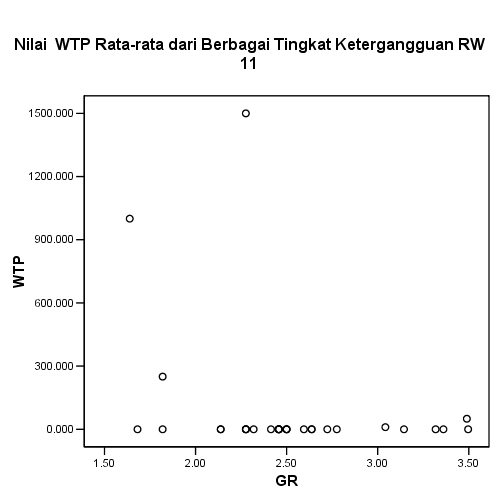 Nilai  WTP Rata-rata dari Berbagai Tingkat Ketergangguan RW
11
1500.000
1200.000
900.000
600.000
300.000
0.000
WTP
1.50 2.00 2.50 3.00 3.50
GR